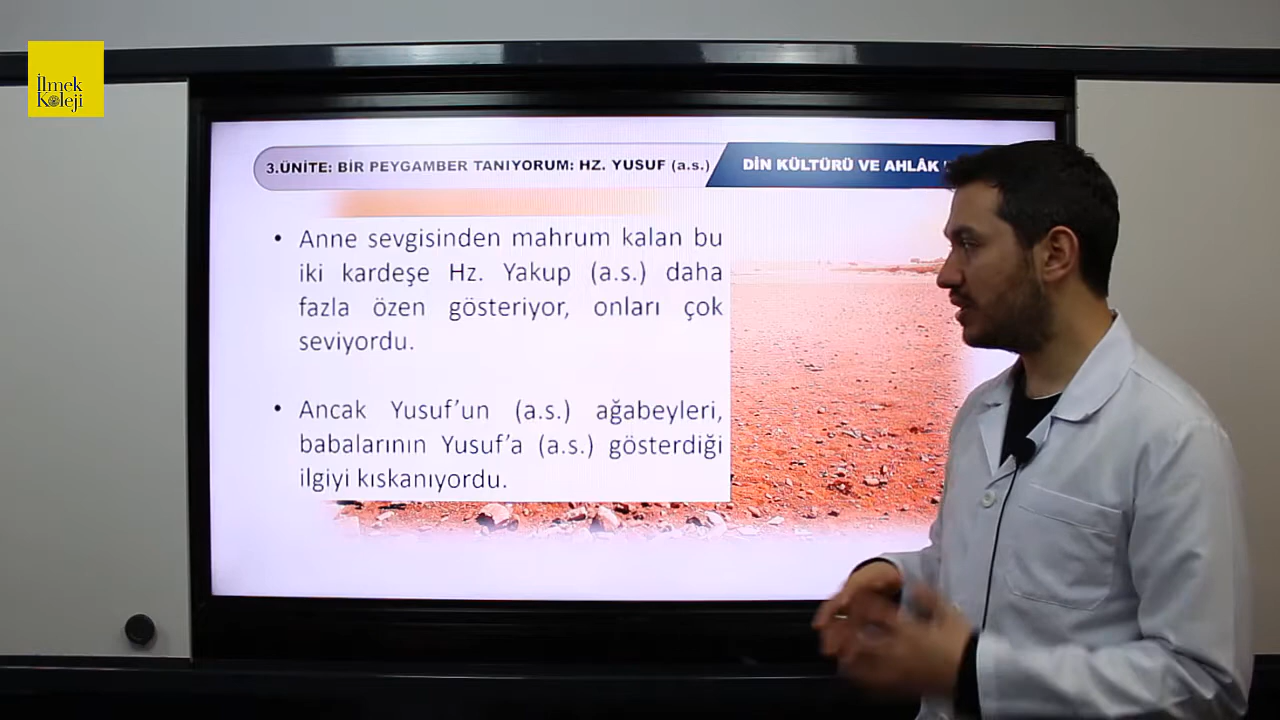 İlmek
Koleji
3.ÜNİTE: BİR PEYGAMBER TANIYORUM: HZ. YUSUF (a.s.)
DİN KÜLTÜRÜ VE AHLÂK
• Anne sevgisinden mahrum kalan bu
iki kardeşe Hz. Yakup (a.s.) daha
fazla özen gösteriyor, onları çok
seviyordu.
• Ancak Yusuf’un (a.s.) ağabeyleri,
babalarının Yusuf’a (a.s.) gösterdiği
ilgiyi kıskanıyordu.